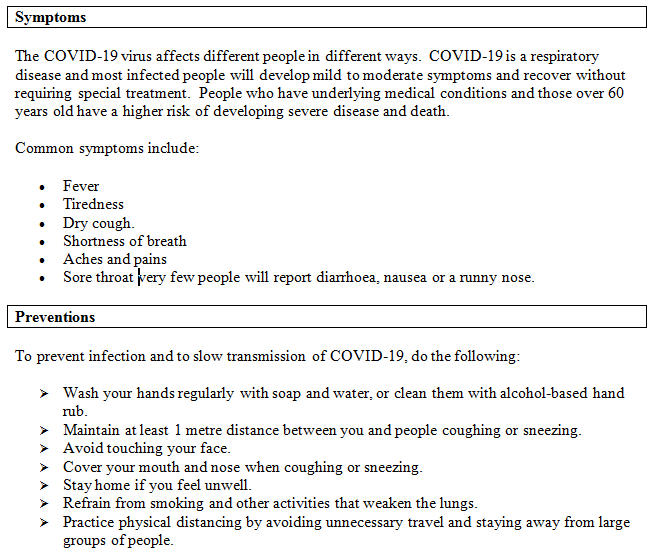 Symptoms
The COVID-19 virus affects different people in different ways. COVID-19 is a respiratory
disease and most infected people will develop mild to moderate symptoms and recover without
requiring special treatment. People who have underlying medical conditions and those over 60
years old have a higher risk of developing severe disease and death.
Common symptoms include:
• Fever
• Tiredness
• Dry cough.
• Shortness of breath
• Aches and pains
• Sore throat very few people will report diarrhoea, nausea or a runny nose.
Preventions
To prevent infection and to slow transmission of COVID-19, do the following:
➢ Wash your hands regularly with soap and water, or clean them with alcohol-based hand
rub.
➢ Maintain at least 1 metre distance between you and people coughing or sneezing.
➢ Avoid touching your face.
➢ Cover your mouth and nose when coughing or sneezing.
➢ Stay home if you feel unwell.
➢ Refrain from smoking and other activities that weaken the lungs.
➢ Practice physical distancing by avoiding unnecessary travel and staying away from large
groups of people.